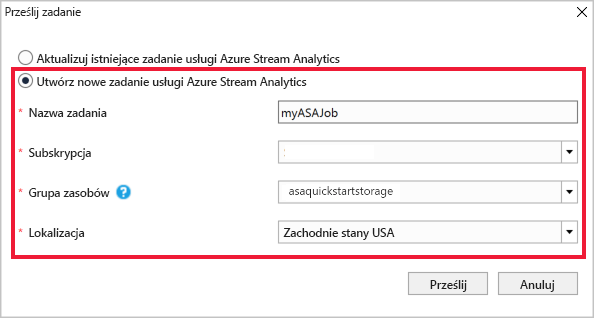 Prześlij zadanie
Aktualizuj istniejące zadanie usługi Azure Stream Analytics
Utwórz nowe zadanie usługi Azure Stream Analytics
* Nazwa zadania myASAJob
* Subskrypcja
* Grupa zasobów ? asaquickstartstorage
* Lokalizacja Zachodnie stany USA
Prześlij Anuluj